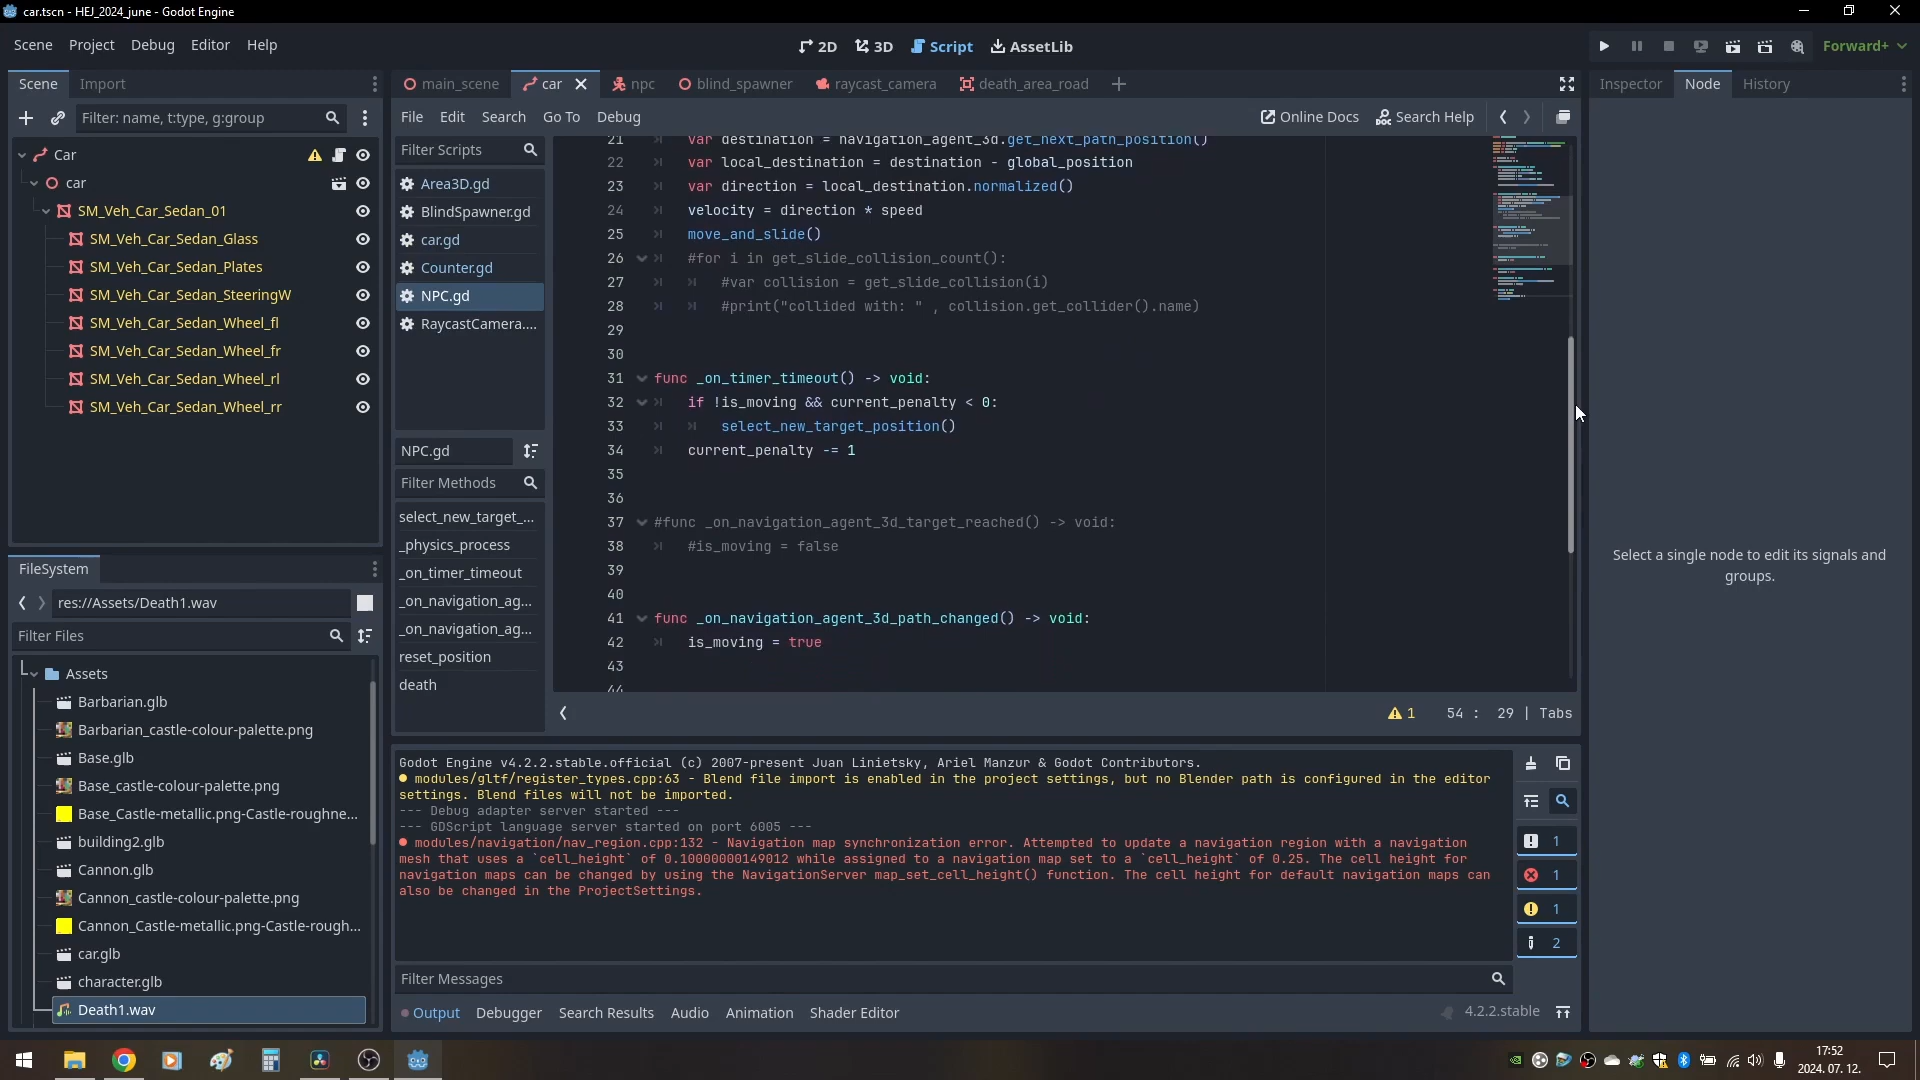 car.tscn - HEJ_2024_june - Godot Engine
Scene Project Debug Editor Help
2D 3D Script AssetLib
Forward+
Scene Import
Filter: name, t:type, g:group
Car
car
SM_Veh_Car_Sedan_01
SM_Veh_Car_Sedan_Glass
SM_Veh_Car_Sedan_Plates
SM_Veh_Car_Sedan_SteeringW
SM_Veh_Car_Sedan_Wheel_fl
SM_Veh_Car_Sedan_Wheel_fr
SM_Veh_Car_Sedan_Wheel_rl
SM_Veh_Car_Sedan_Wheel_rr
FileSystem
res://Assets/Death1.wav
Filter Files
Assets
Barbarian.glb
Barbarian_castle-colour-palette.png
Base.glb
Base_castle-colour-palette.png
Base_Castle-metallic.png-Castle-roughne...
building2.glb
Cannon.glb
Cannon_castle-colour-palette.png
Cannon_Castle-metallic.png-Castle-rough...
car.glb
character.glb
Death1.wav
main_scene car npc blind_spawner raycast_camera death_area_road
File Edit Search Go To Debug
Online Docs Search Help
Filter Scripts
Area3D.gd
BlindSpawner.gd
car.gd
Counter.gd
NPC.gd
RaycastCamera....
NPC.gd
Filter Methods
select_new_target_...
_physics_process
_on_timer_timeout
_on_navigation_ag...
_on_navigation_ag...
reset_position
death
21 var destination = navigation_agent_3d.get_next_path_position()
22 var local_destination = destination - global_position
23 var direction = local_destination.normalized()
24 velocity = direction * speed
25 move_and_slide()
26 #for i in get_slide_collision_count():
27 #var collision = get_slide_collision(i)
28 #print("collided with: " , collision.get_collider().name)
29
30
31 func _on_timer_timeout() -> void:
32 if !is_moving && current_penalty < 0:
33 select_new_target_position()
34 current_penalty -= 1
35
36
37 #func _on_navigation_agent_3d_target_reached() -> void:
38 #is_moving = false
39
40
41 func _on_navigation_agent_3d_path_changed() -> void:
42 is_moving = true
43
44
1 54 : 29 | Tabs
Godot Engine v4.2.2.stable.official (c) 2007-present Juan Linietsky, Ariel Manzur & Godot Contributors.
modules/gltf/register_types.cpp:63 - Blend file import is enabled in the project settings, but no Blender path is configured in the editor
settings. Blend files will not be imported.
--- Debug adapter server started ---
--- GDScript language server started on port 6005 ---
modules/navigation/nav_region.cpp:132 - Navigation map synchronization error. Attempted to update a navigation region with a navigation
mesh that uses a `cell_height` of 0.10000000149012 while assigned to a navigation map set to a `cell_height` of 0.25. The cell height for
navigation maps can be changed by using the NavigationServer map_set_cell_height() function. The cell height for default navigation maps can
also be changed in the ProjectSettings.
1
1
1
2
Filter Messages
Output Debugger Search Results Audio Animation Shader Editor
4.2.2.stable
Inspector Node History
Select a single node to edit its signals and
groups.
17:52
2024. 07. 12.